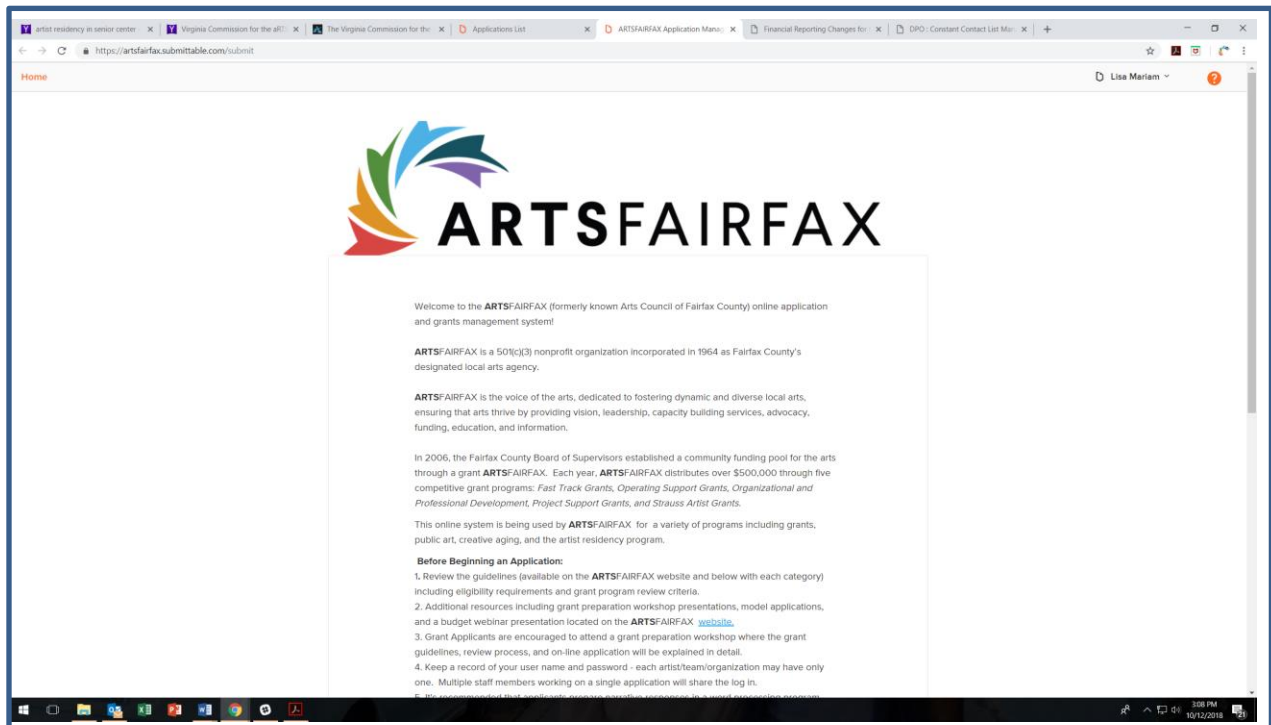 artist residency in senior center
Virginia Commission for the aRT
The Virginia Commission for the
Applications List
ARTSFAIRFAX Application Manag
Financial Reporting Changes for
DPO : Constant Contact List Man
https://artsfairfax.submittable.com/submit
Home
Lisa Mariam
?
ARTSFAIRFAX
Welcome to the ARTSFAIRFAX (formerly known Arts Council of Fairfax County) online application
and grants management system!
ARTSFAIRFAX is a 501(c)(3) nonprofit organization incorporated in 1964 as Fairfax County's
designated local arts agency.
ARTSFAIRFAX is the voice of the arts, dedicated to fostering dynamic and diverse local arts,
ensuring that arts thrive by providing vision, leadership, capacity building services, advocacy,
funding, education, and information.
In 2006, the Fairfax County Board of Supervisors established a community funding pool for the arts
through a grant ARTSFAIRFAX. Each year, ARTSFAIRFAX distributes over $500,000 through five
competitive grant programs: Fast Track Grants, Operating Support Grants, Organizational and
Professional Development, Project Support Grants, and Strauss Artist Grants.
This online system is being used by ARTSFAIRFAX for a variety of programs including grants,
public art, creative aging, and the artist residency program.
Before Beginning an Application:
1. Review the guidelines (available on the ARTSFAIRFAX website and below with each category)
including eligibility requirements and grant program review criteria.
2. Additional resources including grant preparation workshop presentations, model applications,
and a budget webinar presentation located on the ARTSFAIRFAX website.
3. Grant Applicants are encouraged to attend a grant preparation workshop where the grant
guidelines, review process, and on-line application will be explained in detail.
4. Keep a record of your user name and password - each artist/team/organization may have only
one. Multiple staff members working on a single application will share the log in.
5. It's recommended that applicants prepare narrative responses in a word processing program
3:08 PM
10/12/2018